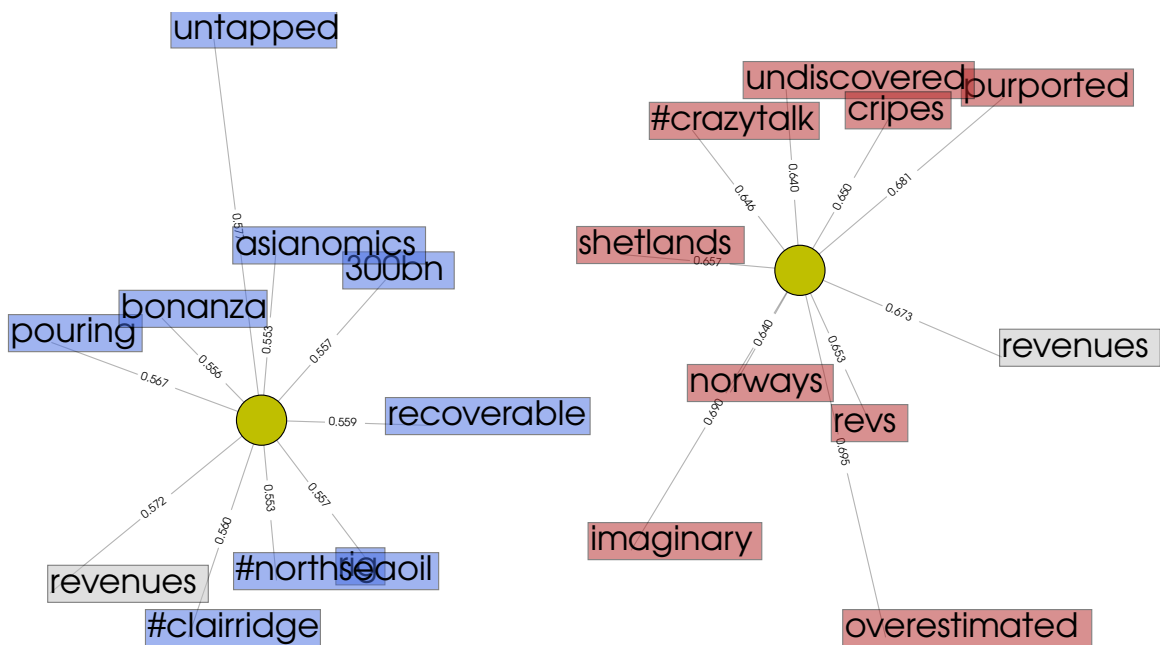 untapped
asianomics
300bn
0.553
0.557
bonanza
pouring
0.556
0.567
recoverable
0.559
0.572
0.560
0.553
0.557
revenues
#northseaoil
rig
#clairridge
undiscovered
purported
#crazytalk
cripes
0.646
0.640
0.650
0.681
shetlands
0.657
0.673
revenues
0.640
0.653
norways
revs
0.690
0.695
imaginary
overestimated